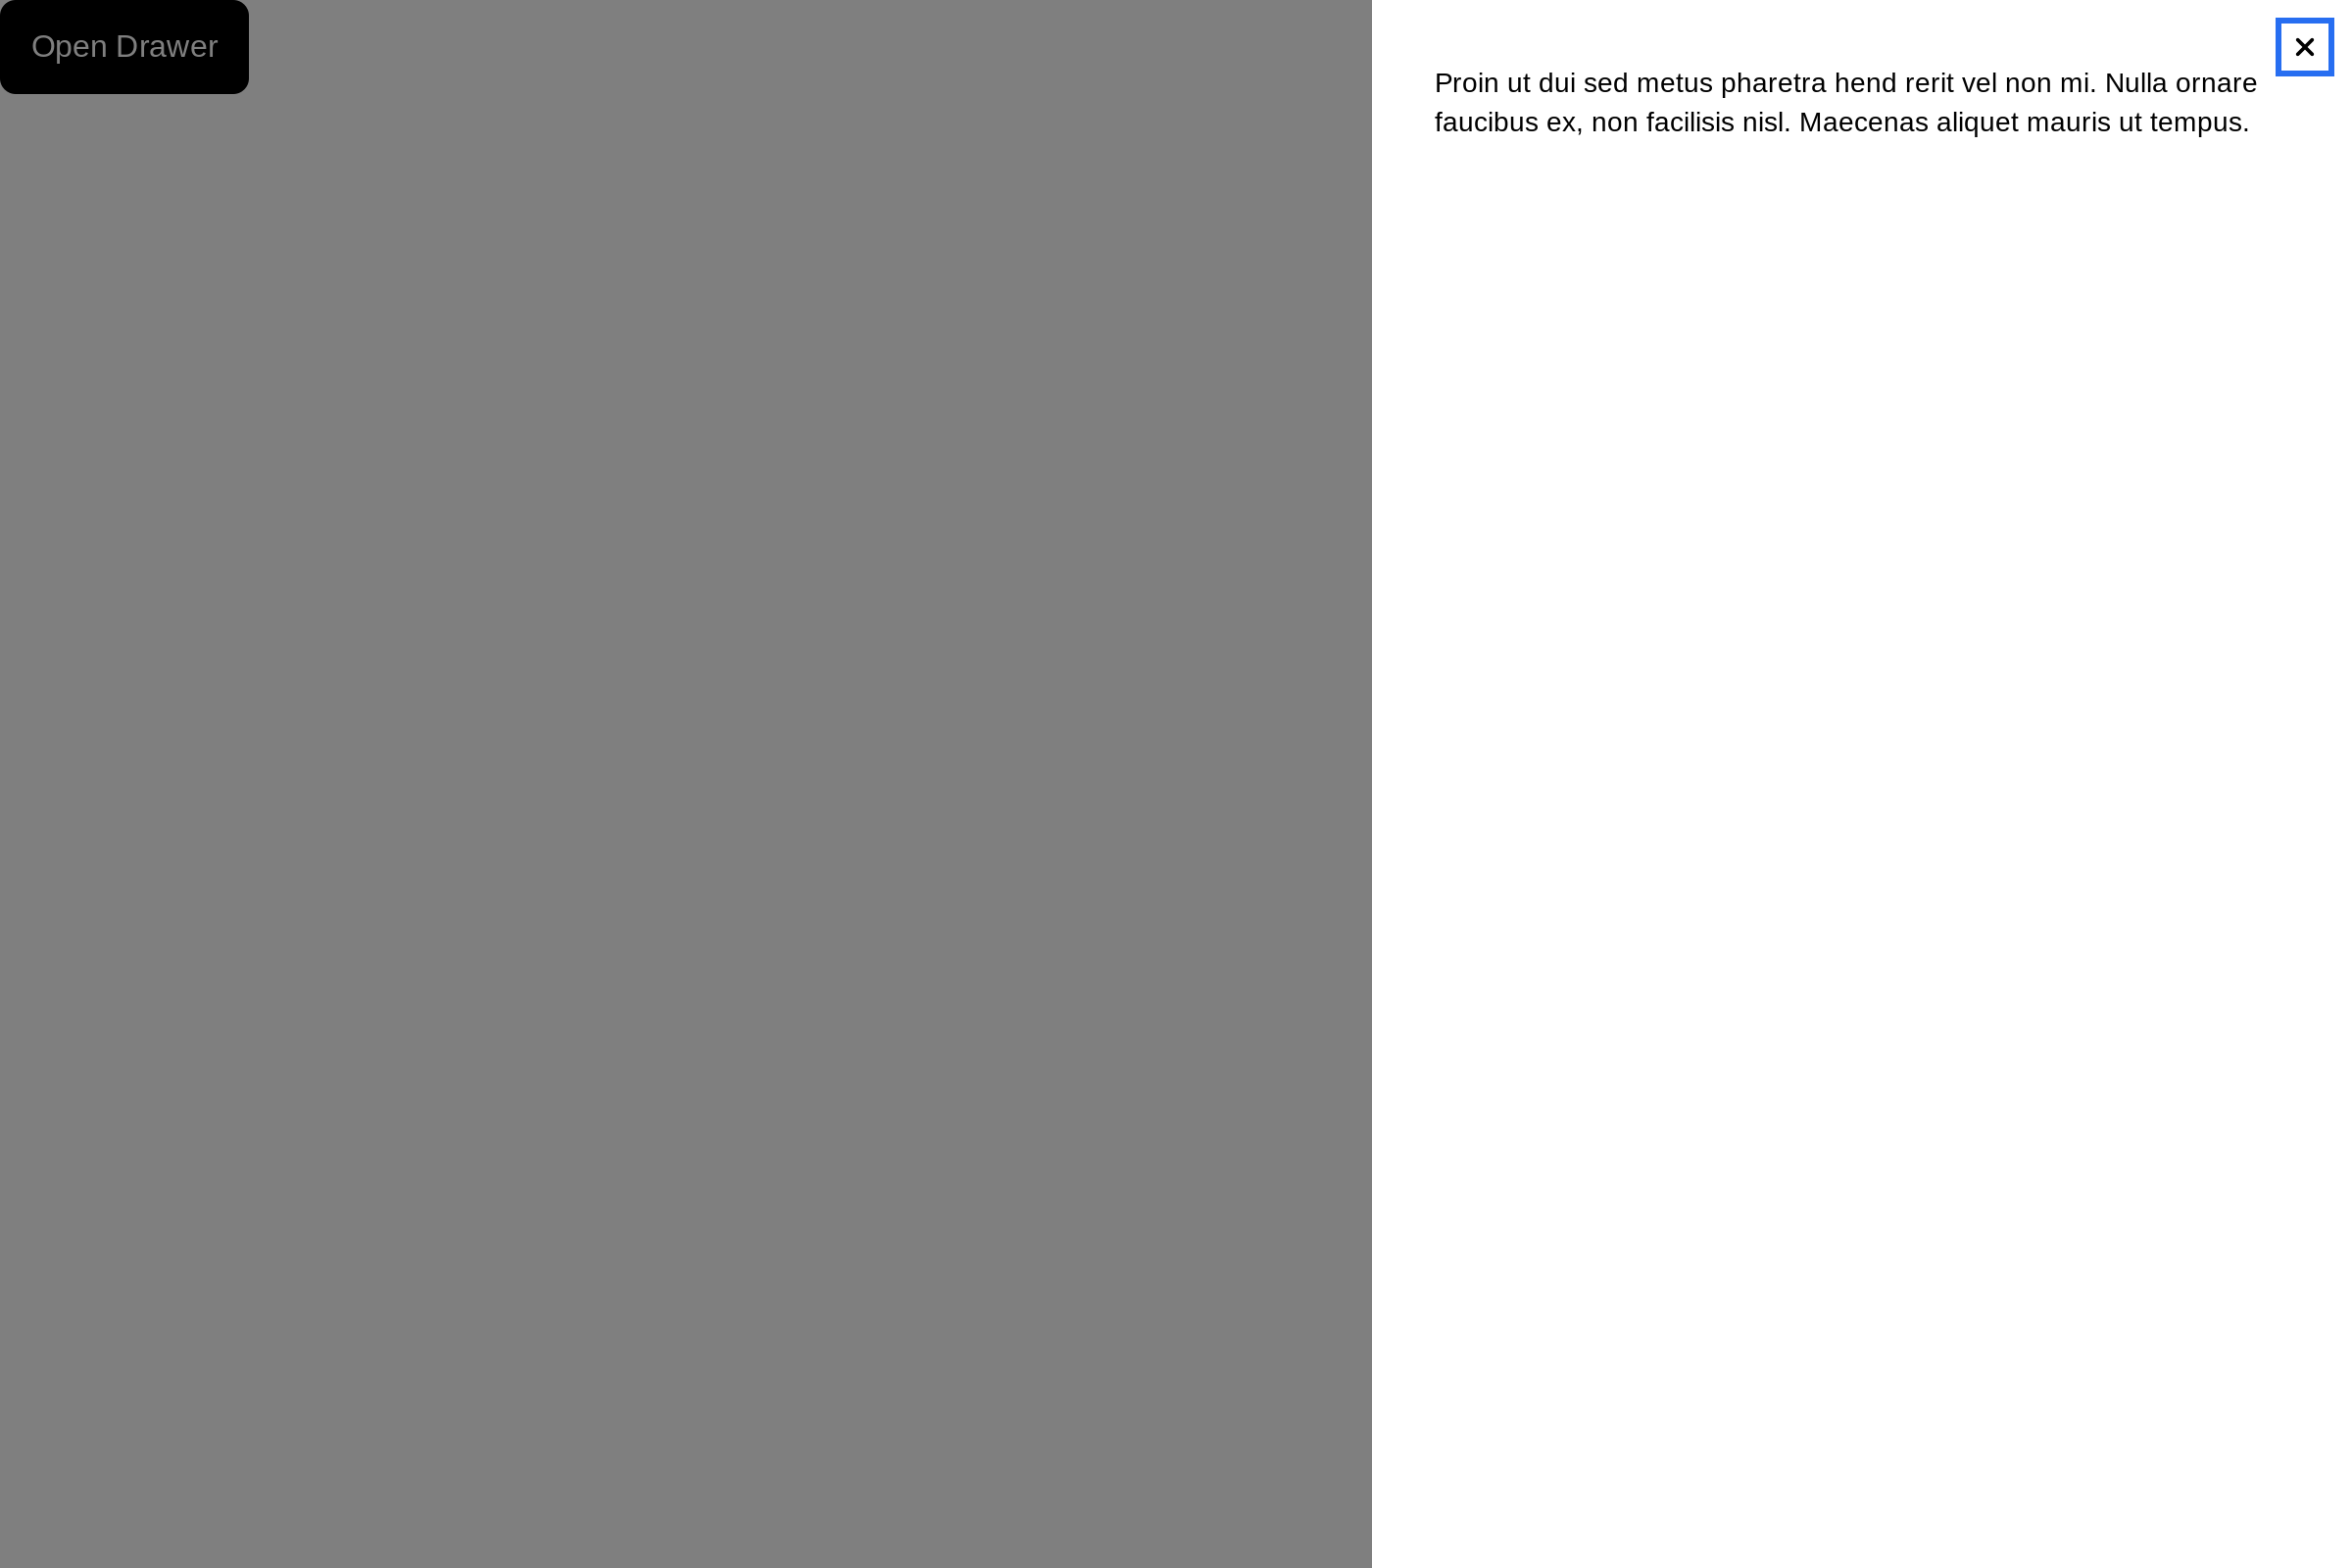 Open Drawer
Proin ut dui sed metus pharetra hend rerit vel non mi. Nulla ornare
faucibus ex, non facilisis nisl. Maecenas aliquet mauris ut tempus.